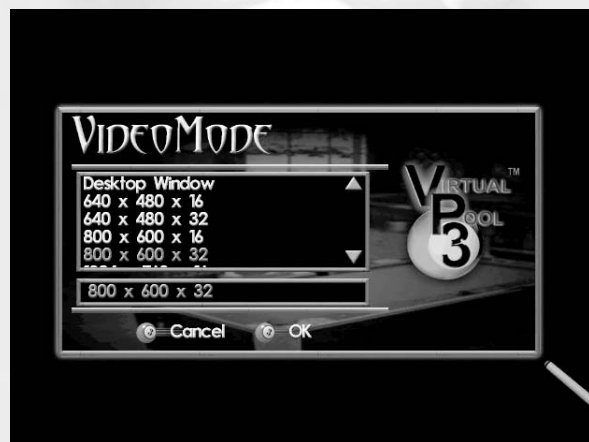 VIDEOMODE
Desktop Window
640 x 480 x 16
640 x 480 x 32
800 x 600 x 16
800 x 600 x 32
800 x 600 x 32
Cancel OK
VIRTUAL
POOL
3
TM